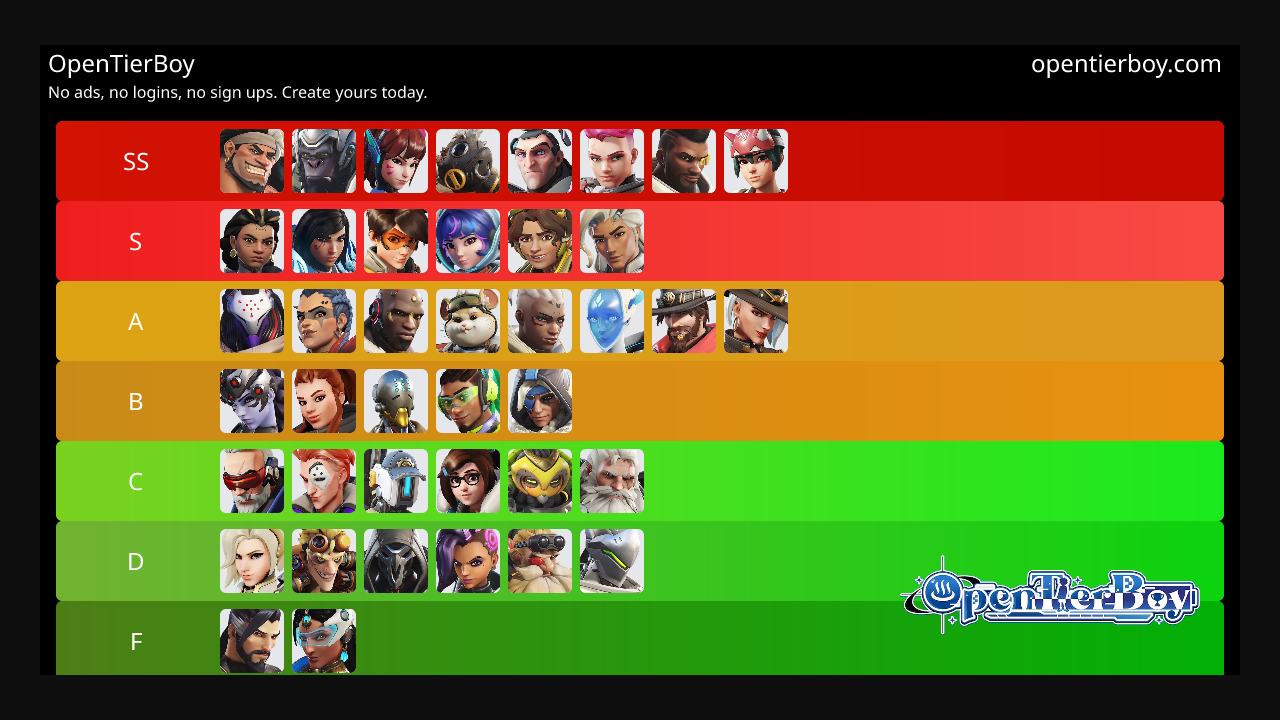 OpenTierBoy
opentierboy.com
No ads, no logins, no sign ups. Create yours today.
SS
S
A
B
C
D
OpenTierBoy
F